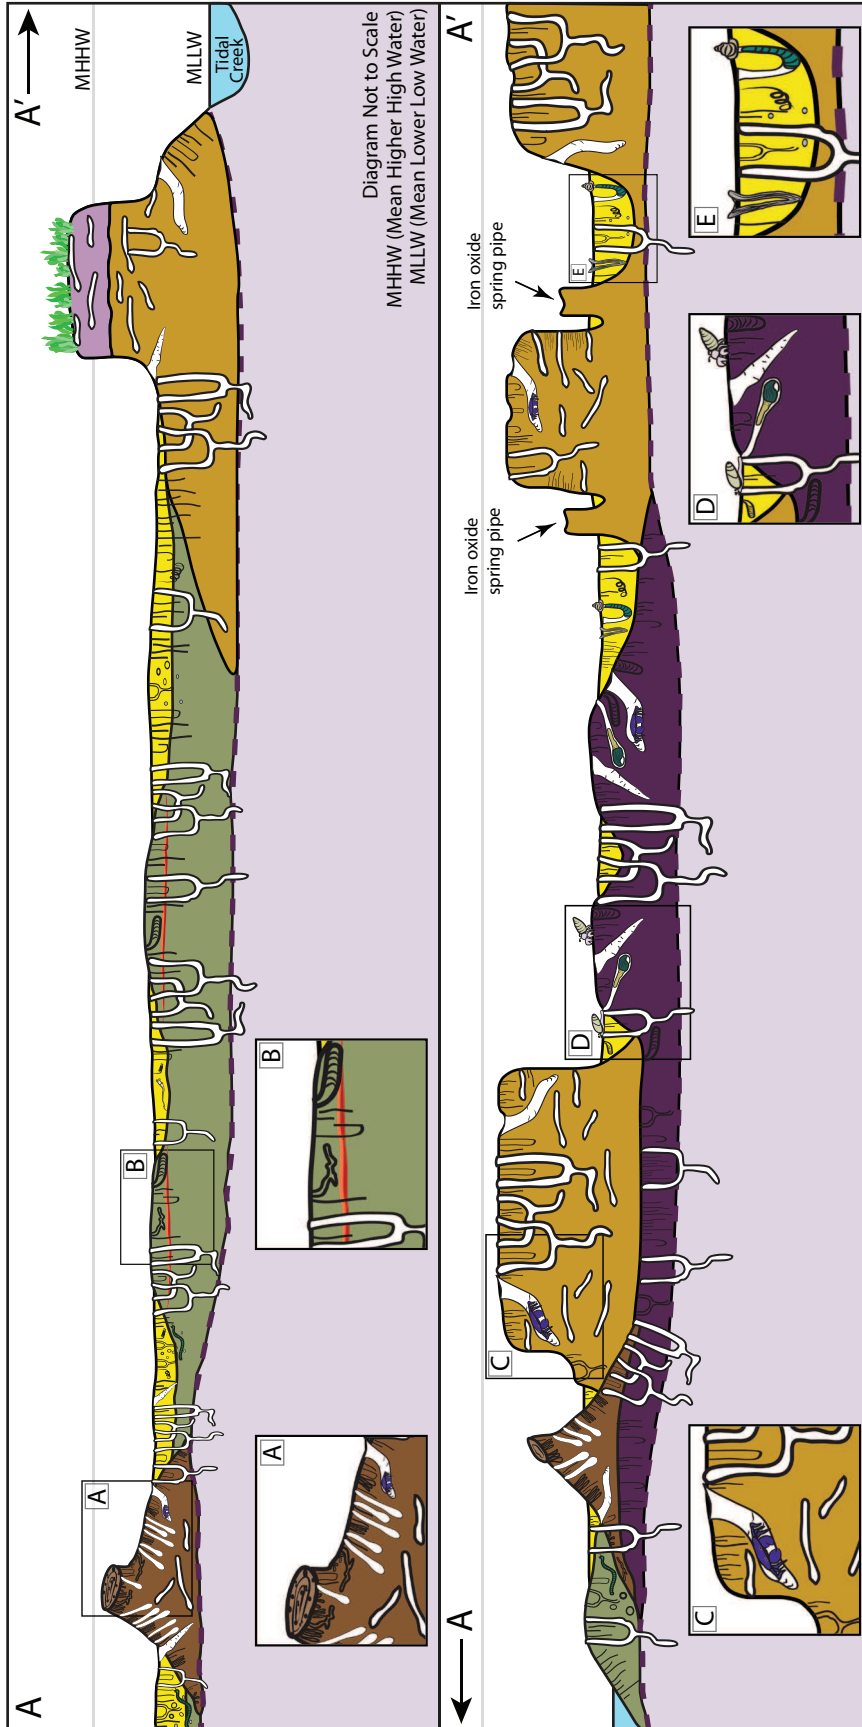 A
A'
MHHW
MLLW
Tidal
Creek
A
B
A
B
Diagram Not to Scale
MHHW (Mean Higher High Water)
MLLW (Mean Lower Low Water)
A
A'
Iron oxide
spring pipe
Iron oxide
spring pipe
C
D
E
C
D
E